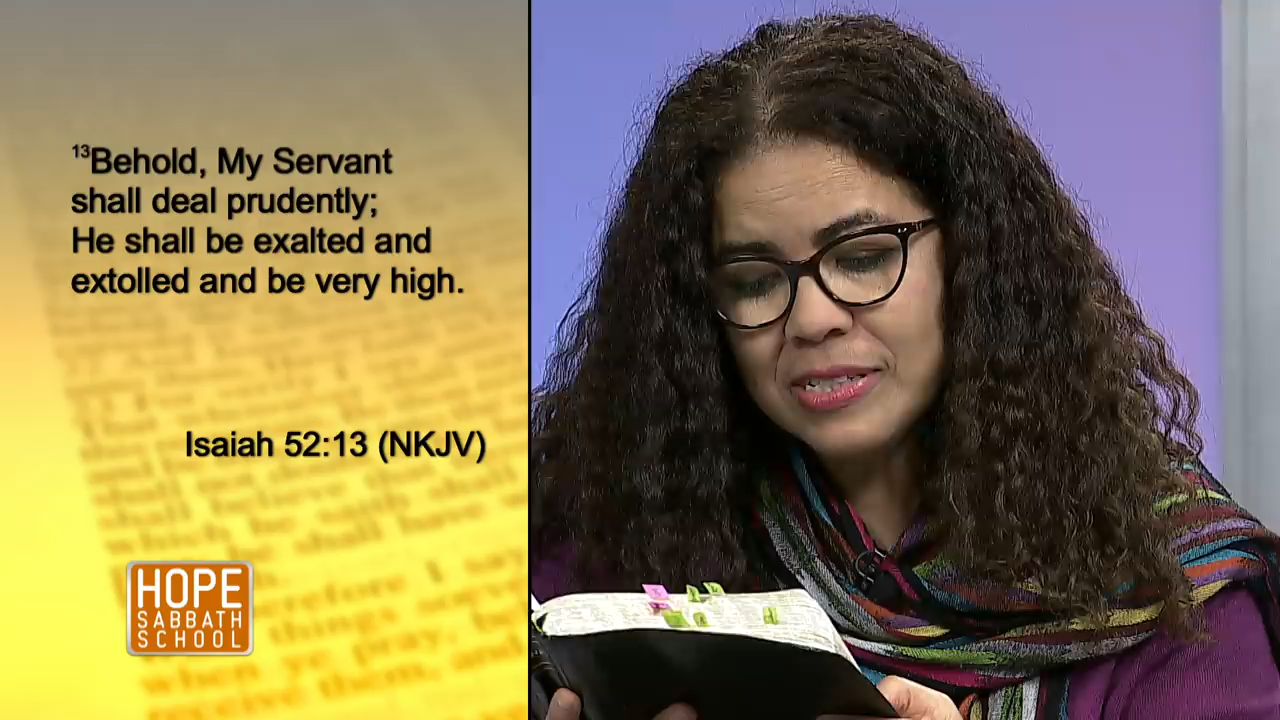 ¹³Behold, My Servant
shall deal prudently;
He shall be exalted and
extolled and be very high.
Isaiah 52:13 (NKJV)
HOPE
SABBATH
SCHOOL